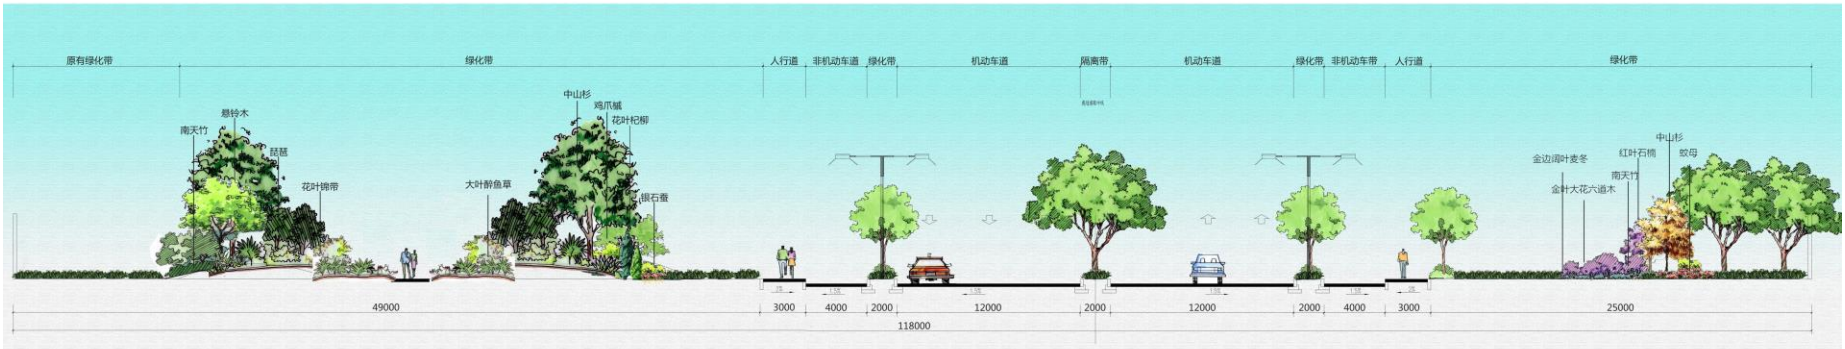 原有绿化带 绿化带 人行道 非机动车道 绿化带 机动车道 隔离带 机动车道 绿化带 非机动车带 人行道 绿化带
中山杉
鸡爪槭
悬铃木
花叶杞柳
南天竹
中山杉
琵琶
红叶石楠
蚊母
金边阔叶麦冬
南天竹
花叶锦带
大叶醉鱼草
金叶大花六道木
银石蚕
49000 3000 4000 2000 12000 2000 12000 2000 4000 3000 25000
118000